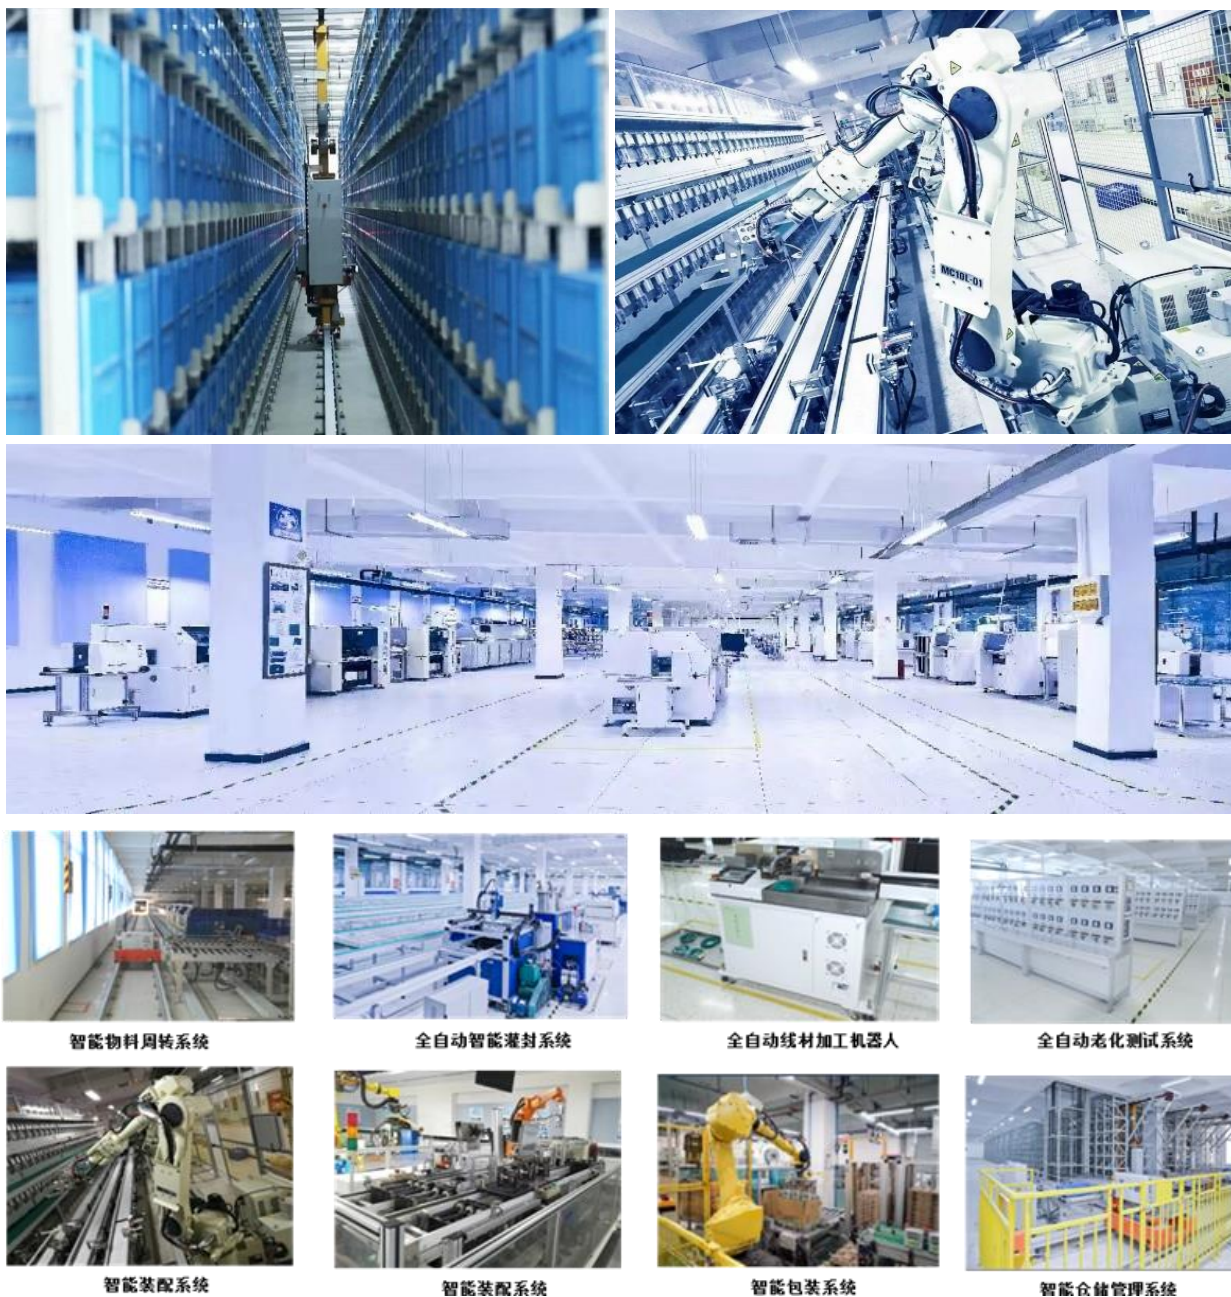 MC10L-01
智能物料周转系统
全自动智能灌封系统
全自动线材加工机器人
全自动老化测试系统
智能装配系统
智能装配系统
智能包装系统
智能仓储管理系统